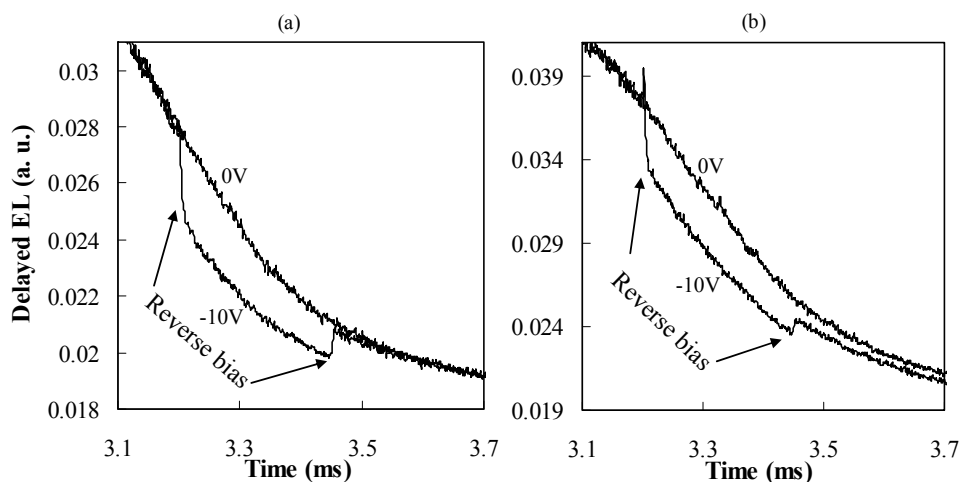 (a)
Delayed EL (a. u.)
0.03
0.028
0.026
0.024
0.022
0.02
0.018
0V
-10V
Reverse bias
3.1
3.3
3.5
3.7
Time (ms)
(b)
0.039
0.034
0.029
0.024
0.019
0V
-10V
Reverse bias
3.1
3.3
3.5
3.7
Time (ms)